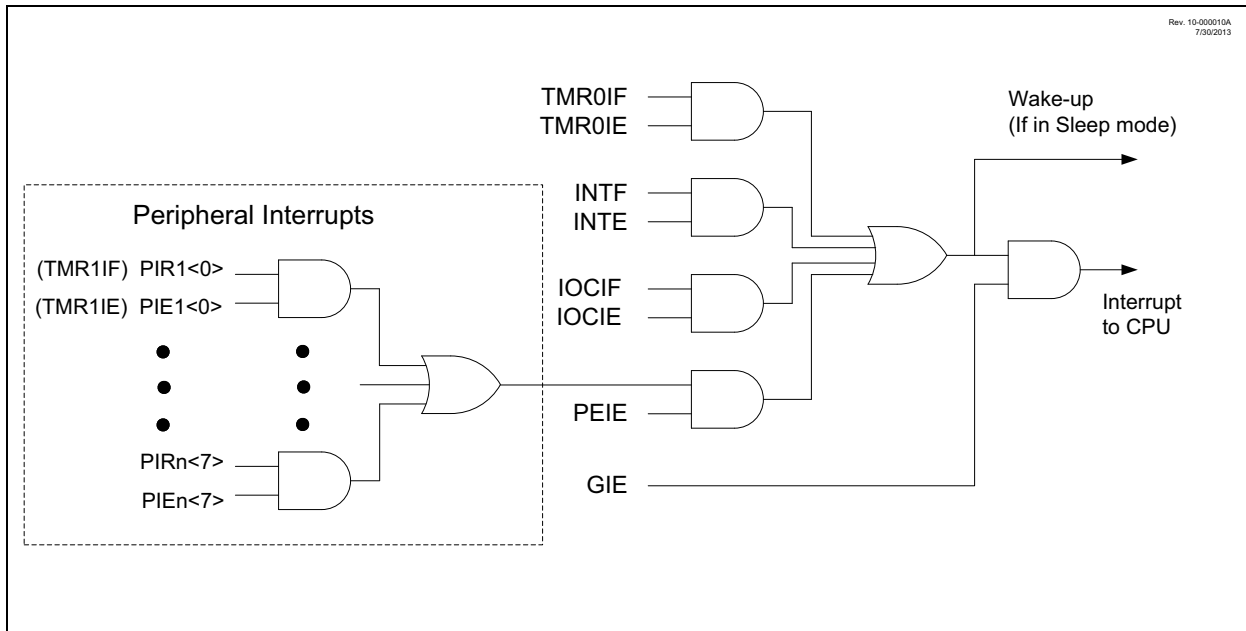 Rev. 10-000010A
7/30/2013
TMR0IF
TMR0IE
Wake-up
(If in Sleep mode)
INTF
INTE
Peripheral Interrupts
(TMR1IF) PIR1<0>
(TMR1IE) PIE1<0>
IOCIF
IOCIE
Interrupt
to CPU
PEIE
PIRn<7>
PIEn<7>
GIE